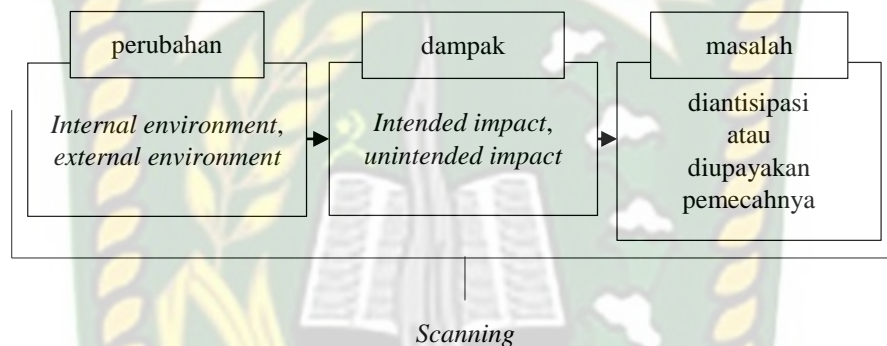 perubahan
Internal environment,
external environment
dampak
Intended impact,
unintended impact
masalah
diantisipasi
atau
diupayakan
pemecahnya
Scanning